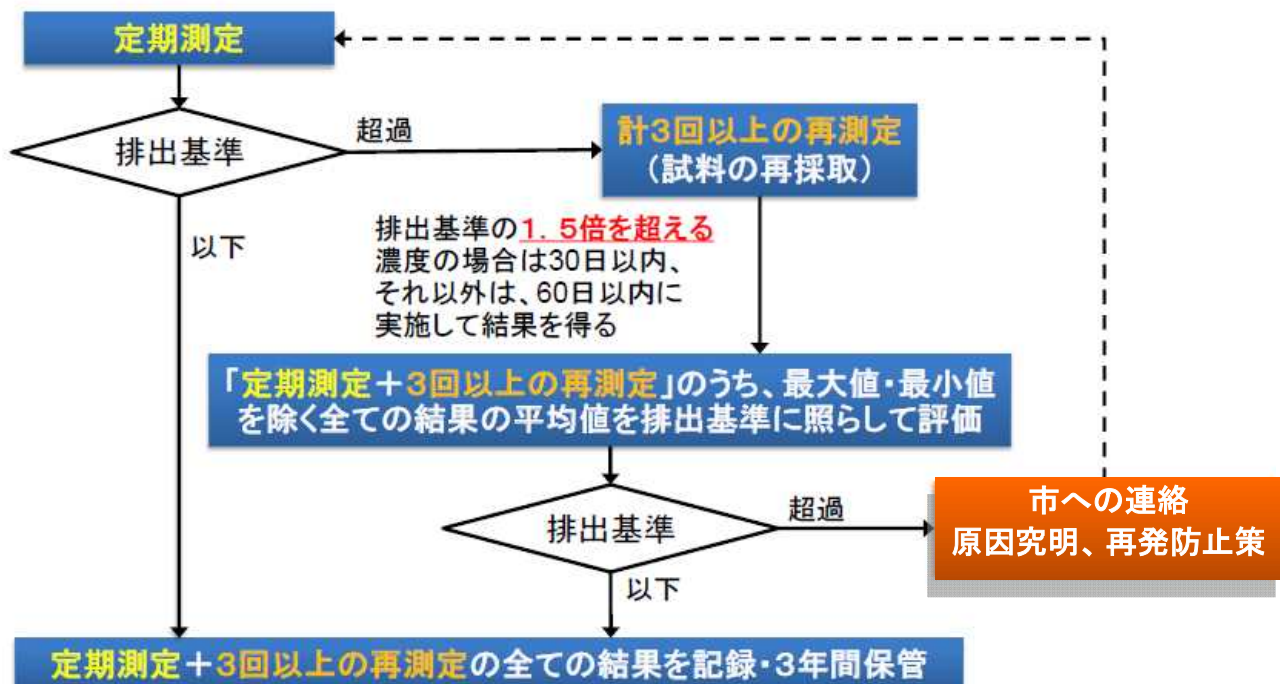 定期測定
排出基準
超過
計3回以上の再測定
（試料の再採取）
以下
排出基準の1．5倍を超える
濃度の場合は30日以内、
それ以外は、60日以内に
実施して結果を得る
「定期測定＋3回以上の再測定」のうち、最大値・最小値
を除く全ての結果の平均値を排出基準に照らして評価
排出基準
超過
市への連絡
原因究明、再発防止策
以下
定期測定＋3回以上の再測定の全ての結果を記録・3年間保管